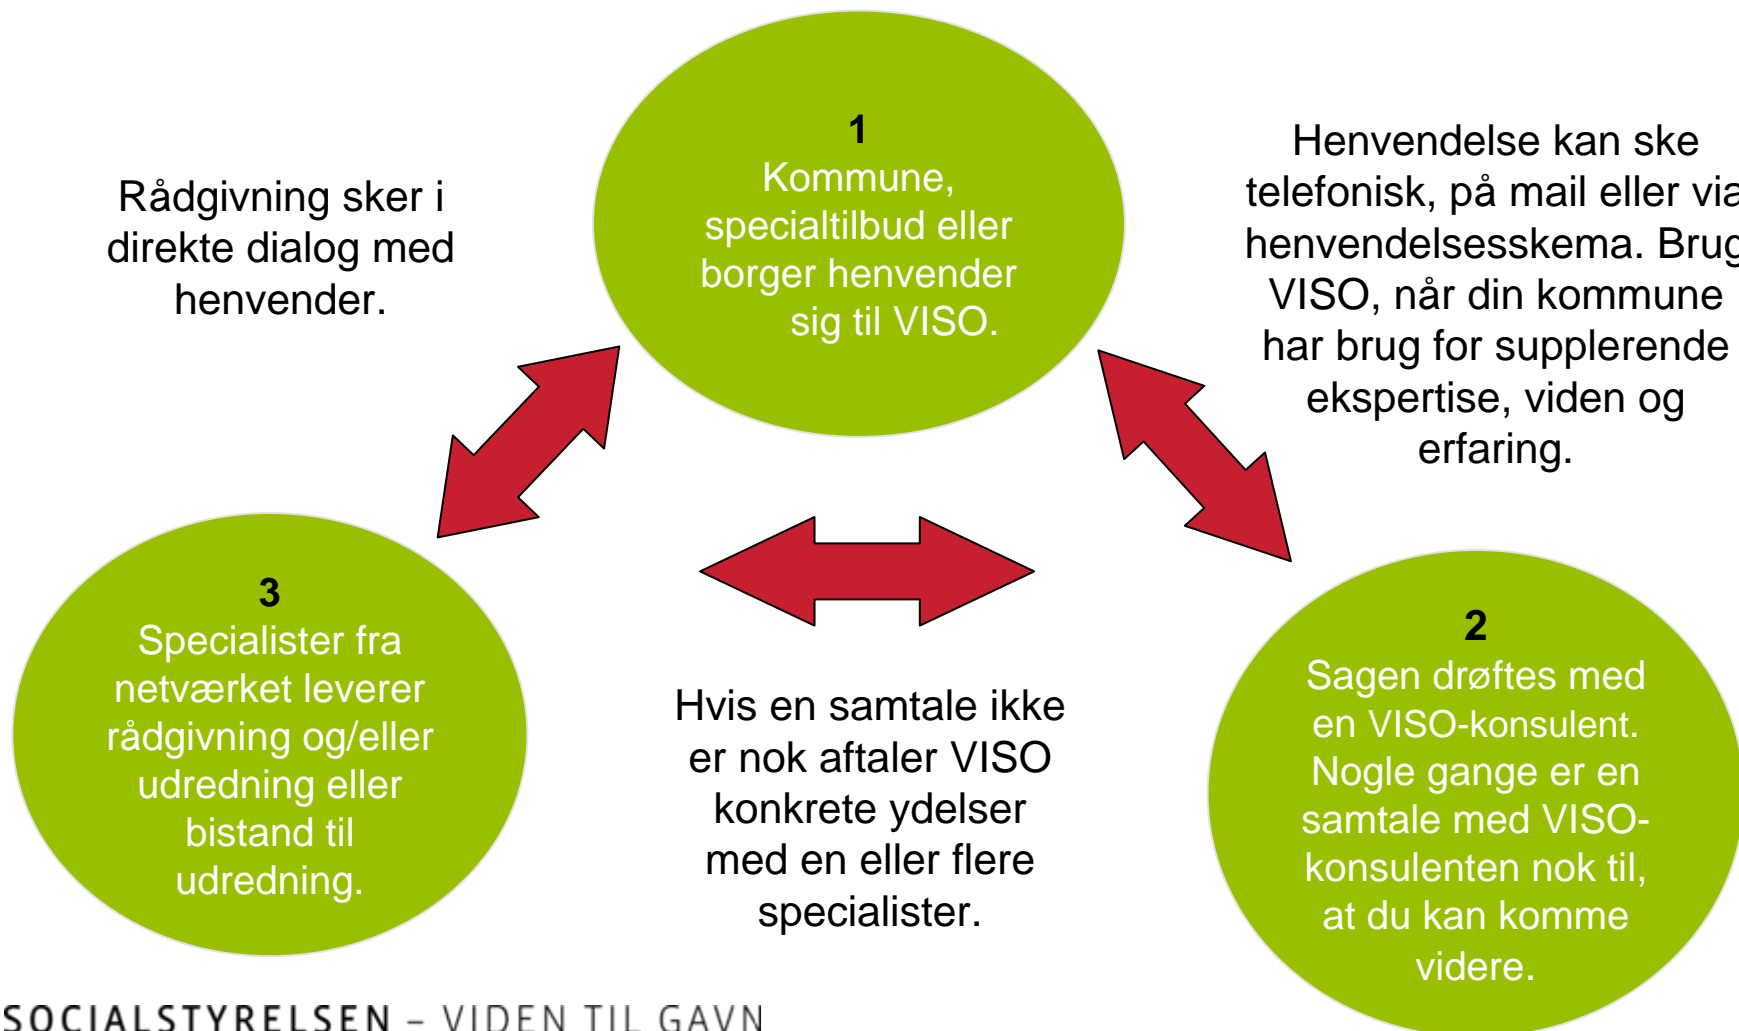 1
Kommune,
specialtilbud eller
borger henvender
sig til VISO.
Henvendelse kan ske
telefonisk, på mail eller via
henvendelsesskema. Brug
VISO, når din kommune
har brug for supplerende
ekspertise, viden og
erfaring.
2
Sagen drøftes med
en VISO-konsulent.
Nogle gange er en
samtale med VISO-
konsulenten nok til,
at du kan komme
videre.
Hvis en samtale ikke
er nok aftaler VISO
konkrete ydelser
med en eller flere
specialister.
3
Specialister fra
netværket leverer
rådgivning og/eller
udredning eller
bistand til
udredning.
Rådgivning sker i
direkte dialog med
henvender.
SOCIALSTYRELSEN – VIDEN TIL GAVN